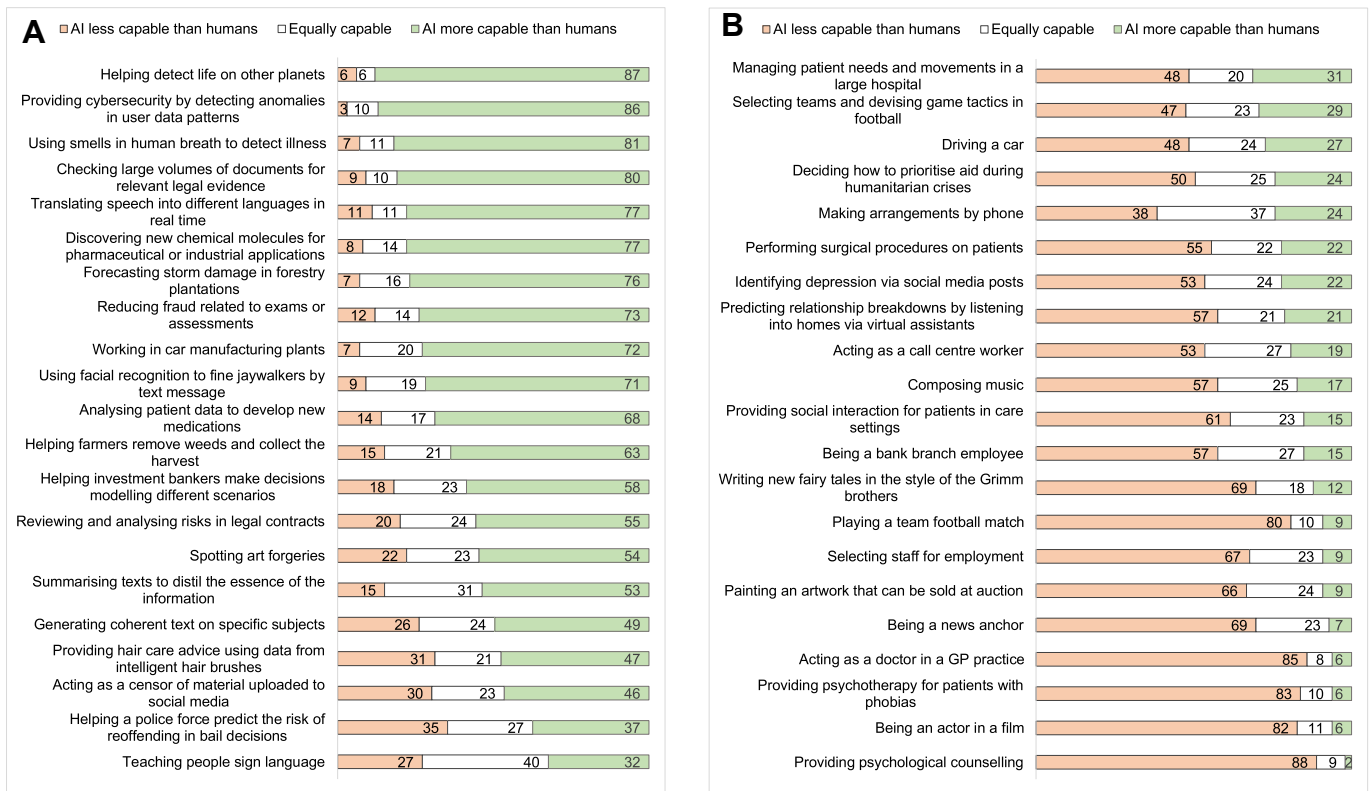 A
AI less capable than humans
Equally capable
AI more capable than humans
Helping detect life on other planets
6 6 87
Providing cybersecurity by detecting anomalies
in user data patterns
3 10 86
Using smells in human breath to detect illness
7 11 81
Checking large volumes of documents for
relevant legal evidence
9 10 80
Translating speech into different languages in
real time
11 11 77
Discovering new chemical molecules for
pharmaceutical or industrial applications
8 14 77
Forecasting storm damage in forestry
plantations
7 16 76
Reducing fraud related to exams or
assessments
12 14 73
Working in car manufacturing plants
7 20 72
Using facial recognition to fine jaywalkers by
text message
9 19 71
Analysing patient data to develop new
medications
14 17 68
Helping farmers remove weeds and collect the
harvest
15 21 63
Helping investment bankers make decisions
modelling different scenarios
18 23 58
Reviewing and analysing risks in legal contracts
20 24 55
Spotting art forgeries
22 23 54
Summarising texts to distil the essence of the
information
15 31 53
Generating coherent text on specific subjects
26 24 49
Providing hair care advice using data from
intelligent hair brushes
31 21 47
Acting as a censor of material uploaded to
social media
30 23 46
Helping a police force predict the risk of
reoffending in bail decisions
35 27 37
Teaching people sign language
27 40 32
B
AI less capable than humans
Equally capable
AI more capable than humans
Managing patient needs and movements in a
large hospital
48 20 31
Selecting teams and devising game tactics in
football
47 23 29
Driving a car
48 24 27
Deciding how to prioritise aid during
humanitarian crises
50 25 24
Making arrangements by phone
38 37 24
Performing surgical procedures on patients
55 22 22
Identifying depression via social media posts
53 24 22
Predicting relationship breakdowns by listening
into homes via virtual assistants
57 21 21
Acting as a call centre worker
53 27 19
Composing music
57 25 17
Providing social interaction for patients in care
settings
61 23 15
Being a bank branch employee
57 27 15
Writing new fairy tales in the style of the Grimm
brothers
69 18 12
Playing a team football match
80 10 9
Selecting staff for employment
67 23 9
Painting an artwork that can be sold at auction
66 24 9
Being a news anchor
69 23 7
Acting as a doctor in a GP practice
85 8 6
Providing psychotherapy for patients with
phobias
83 10 6
Being an actor in a film
82 11 6
Providing psychological counselling
88 9 2